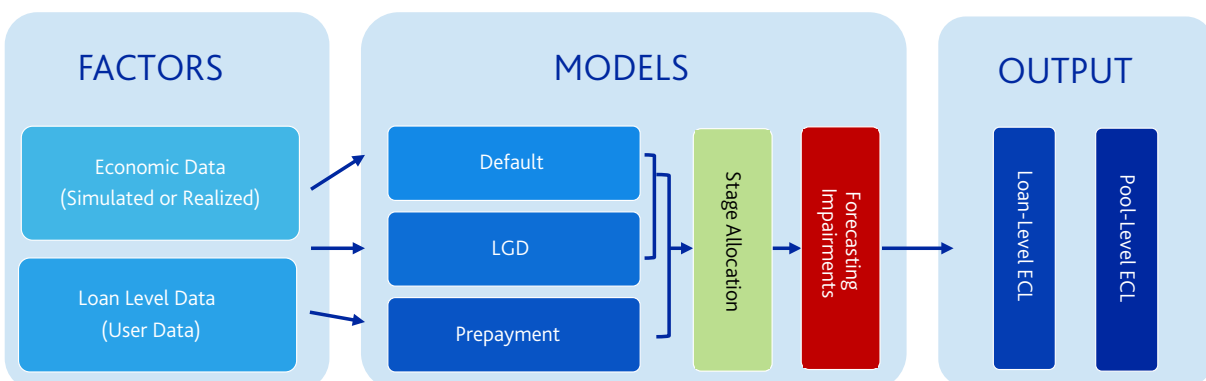 FACTORS
Economic Data
(Simulated or Realized)
Loan Level Data
(User Data)
MODELS
Default
LGD
Prepayment
Stage Allocation
Forecasting
Impairments
OUTPUT
Loan-Level ECL
Pool-Level ECL